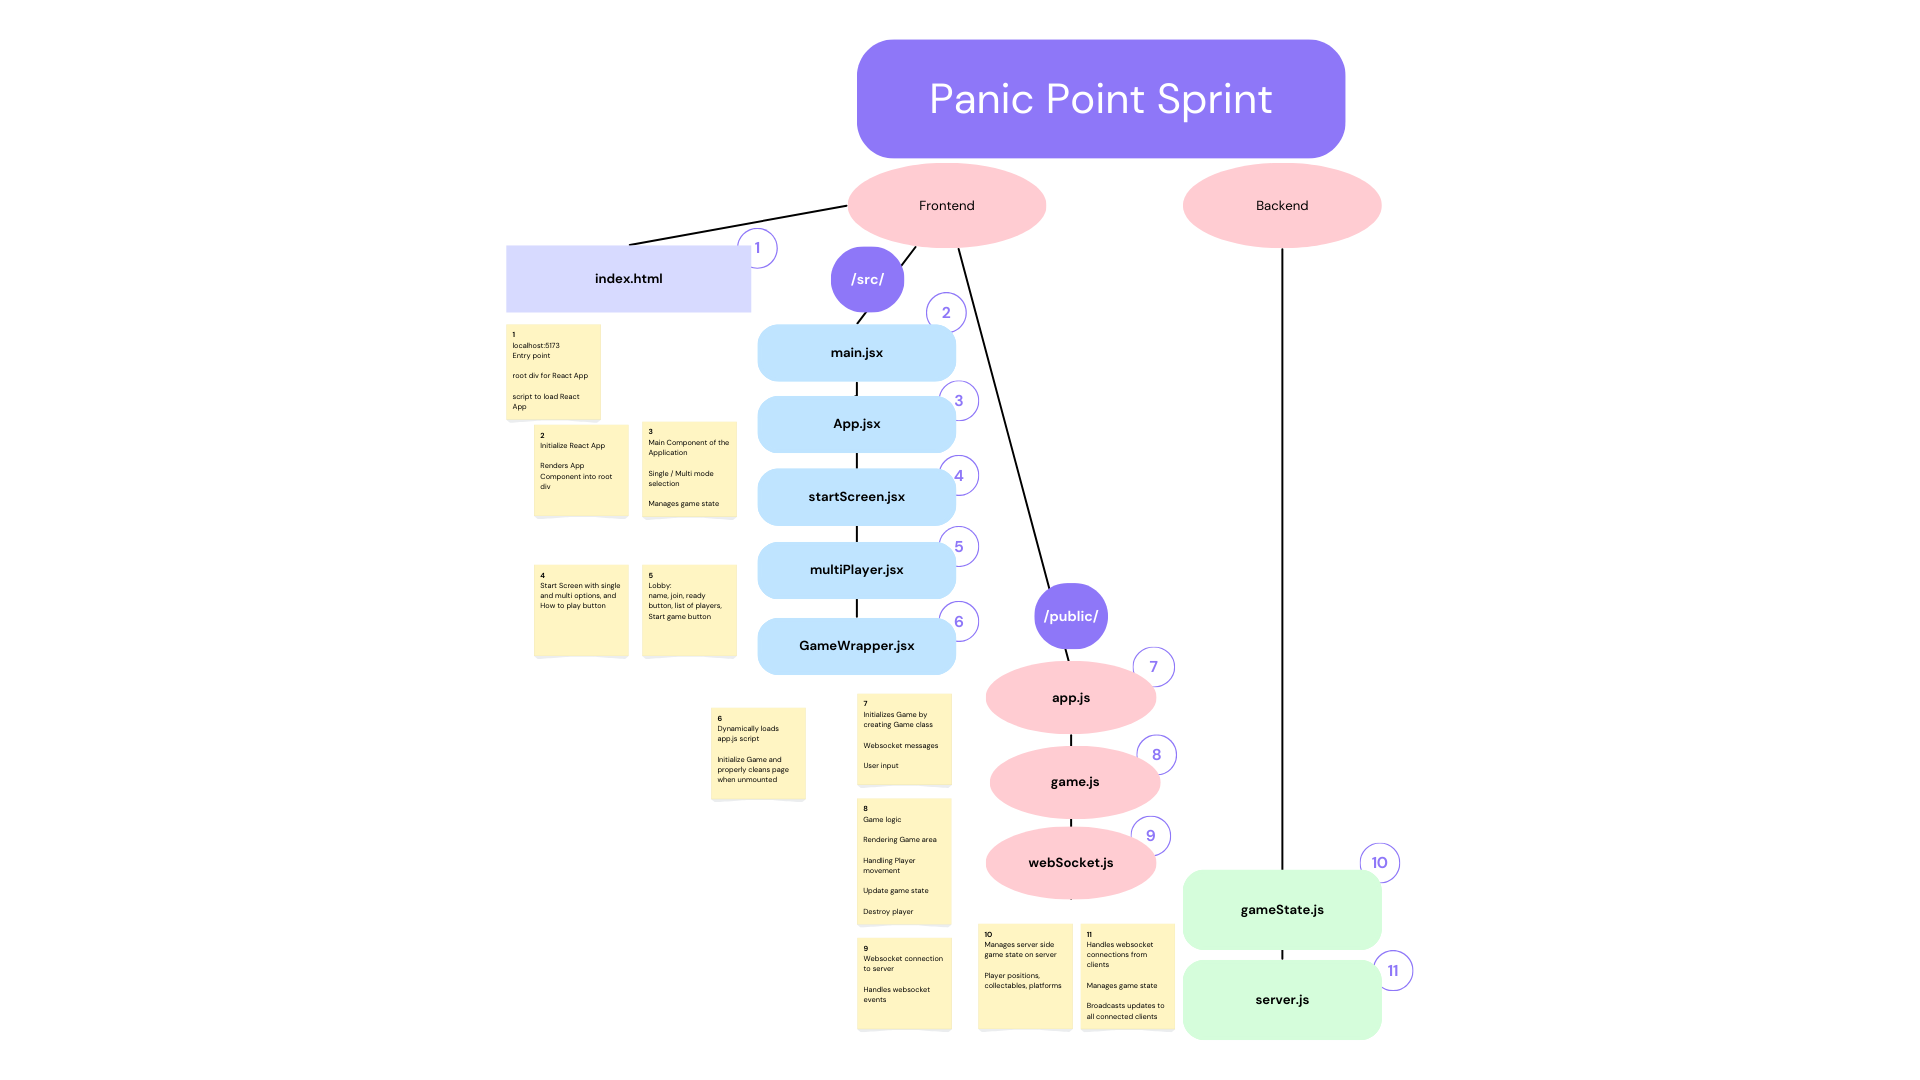 Panic Point Sprint
Frontend
Backend
index.html
1
/src/
2
main.jsx
3
App.jsx
4
startScreen.jsx
5
multiPlayer.jsx
6
GameWrapper.jsx
/public/
7
app.js
8
game.js
9
webSocket.js
10
gameState.js
11
server.js
1
localhost:5173
Entry point
root div for React App
script to load React
App
2
Initialize React App
Renders App
Component into root
div
3
Main Component of the
Application
Single / Multi mode
selection
Manages game state
4
Start Screen with single
and multi options, and
How to play button
5
Lobby:
name, join, ready
button, list of players,
Start game button
6
Dynamically loads
app.js script
Initialize Game and
properly cleans page
when unmounted
7
Initializes Game by
creating Game class
Websocket messages
User input
8
Game logic
Rendering Game area
Handling Player
movement
Update game state
Destroy player
9
Websocket connection
to server
Handles websocket
events
10
Manages server side
game state on server
Player positions,
collectables, platforms
11
Handles websocket
connections from
clients
Manages game state
Broadcasts updates to
all connected clients